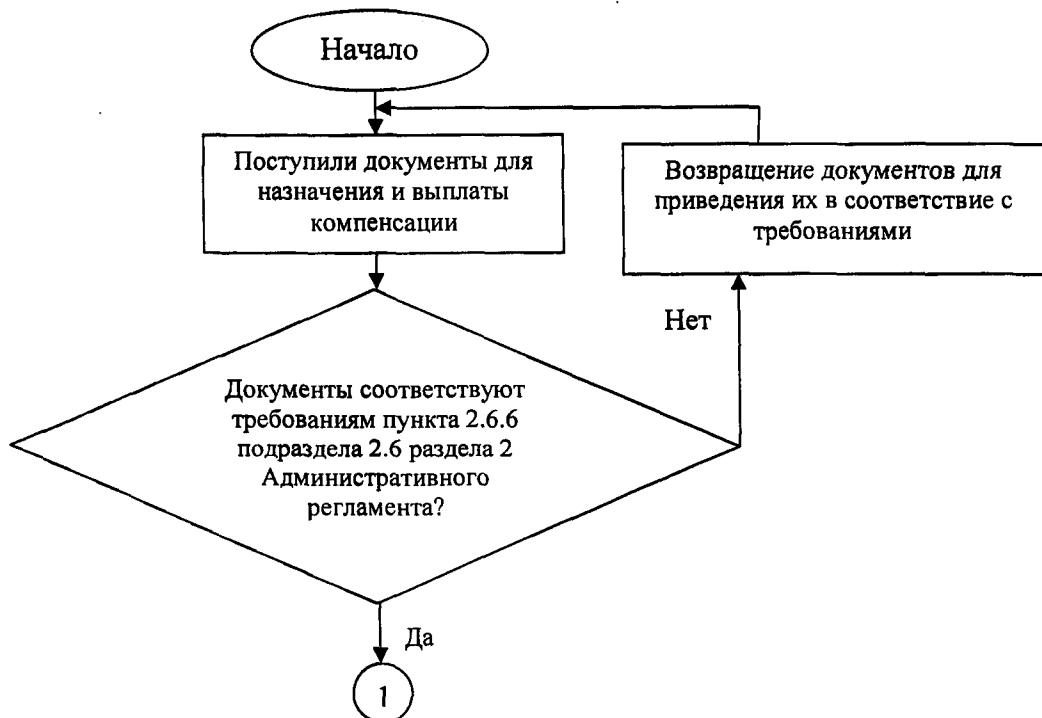 Начало
Поступили документы для
назначения и выплаты
компенсации
Возвращение документов для
приведения их в соответствие с
требованиями
Нет
Документы соответствуют
требованиям пункта 2.6.6
подраздела 2.6 раздела 2
Административного
регламента?
Да
1